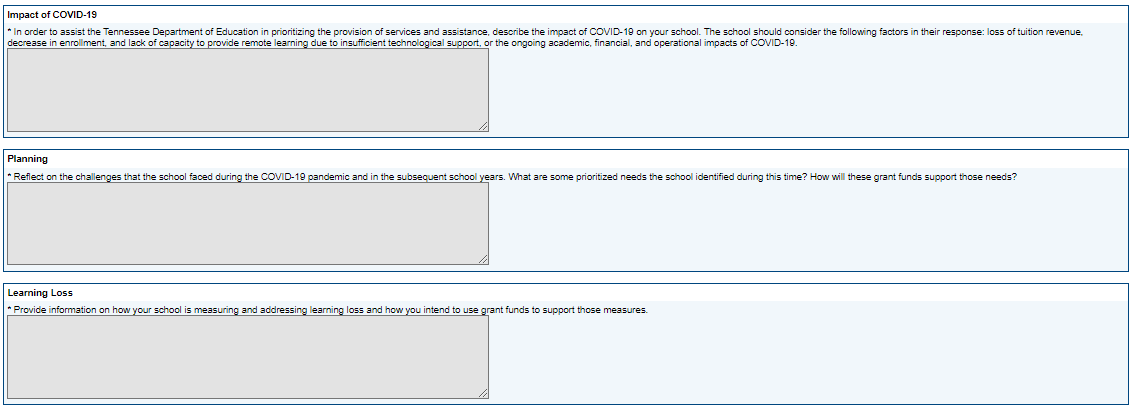 Impact of COVID-19
* In order to assist the Tennessee Department of Education in prioritizing the provision of services and assistance, describe the impact of COVID-19 on your school. The school should consider the following factors in their response: loss of tuition revenue,
decrease in enrollment, and lack of capacity to provide remote learning due to insufficient technological support, or the ongoing academic, financial, and operational impacts of COVID-19.
Planning
* Reflect on the challenges that the school faced during the COVID-19 pandemic and in the subsequent school years. What are some prioritized needs the school identified during this time? How will these grant funds support those needs?
Learning Loss
* Provide information on how your school is measuring and addressing learning loss and how you intend to use grant funds to support those measures.